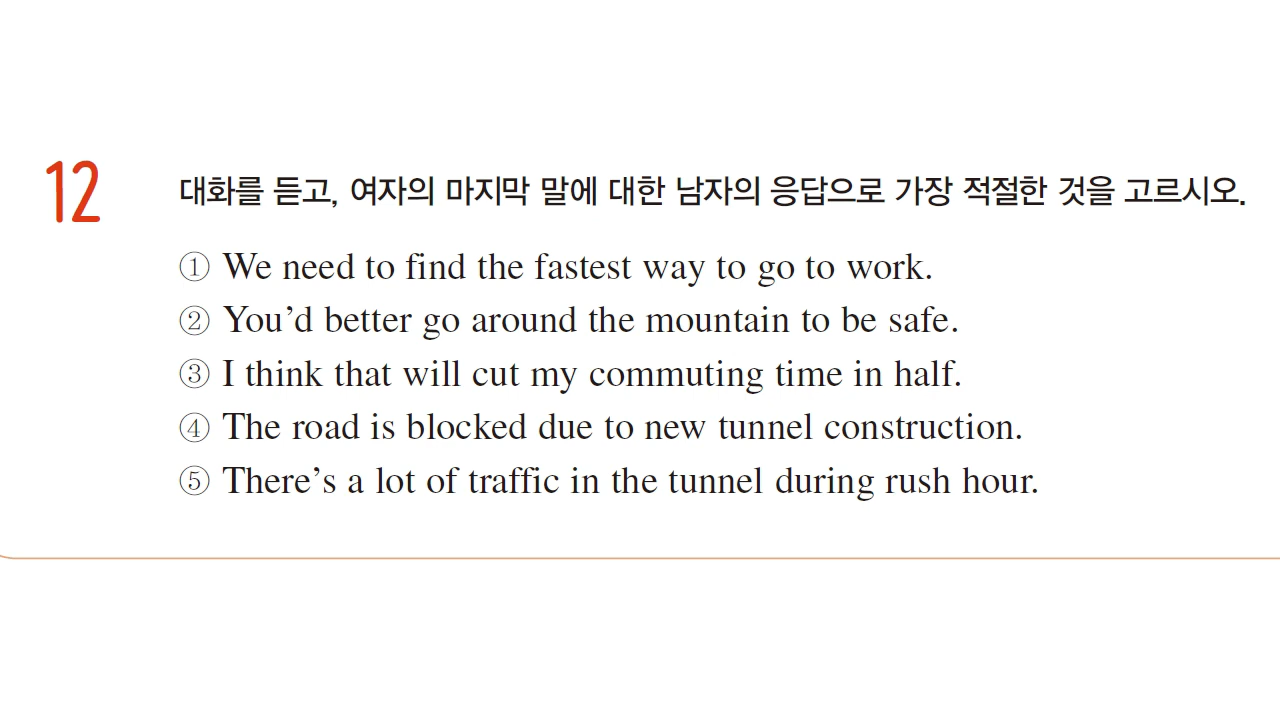 12 대화를 듣고, 여자의 마지막 말에 대한 남자의 응답으로 가장 적절한 것을 고르시오.
① We need to find the fastest way to go to work.
② You’d better go around the mountain to be safe.
③ I think that will cut my commuting time in half.
④ The road is blocked due to new tunnel construction.
⑤ There’s a lot of traffic in the tunnel during rush hour.